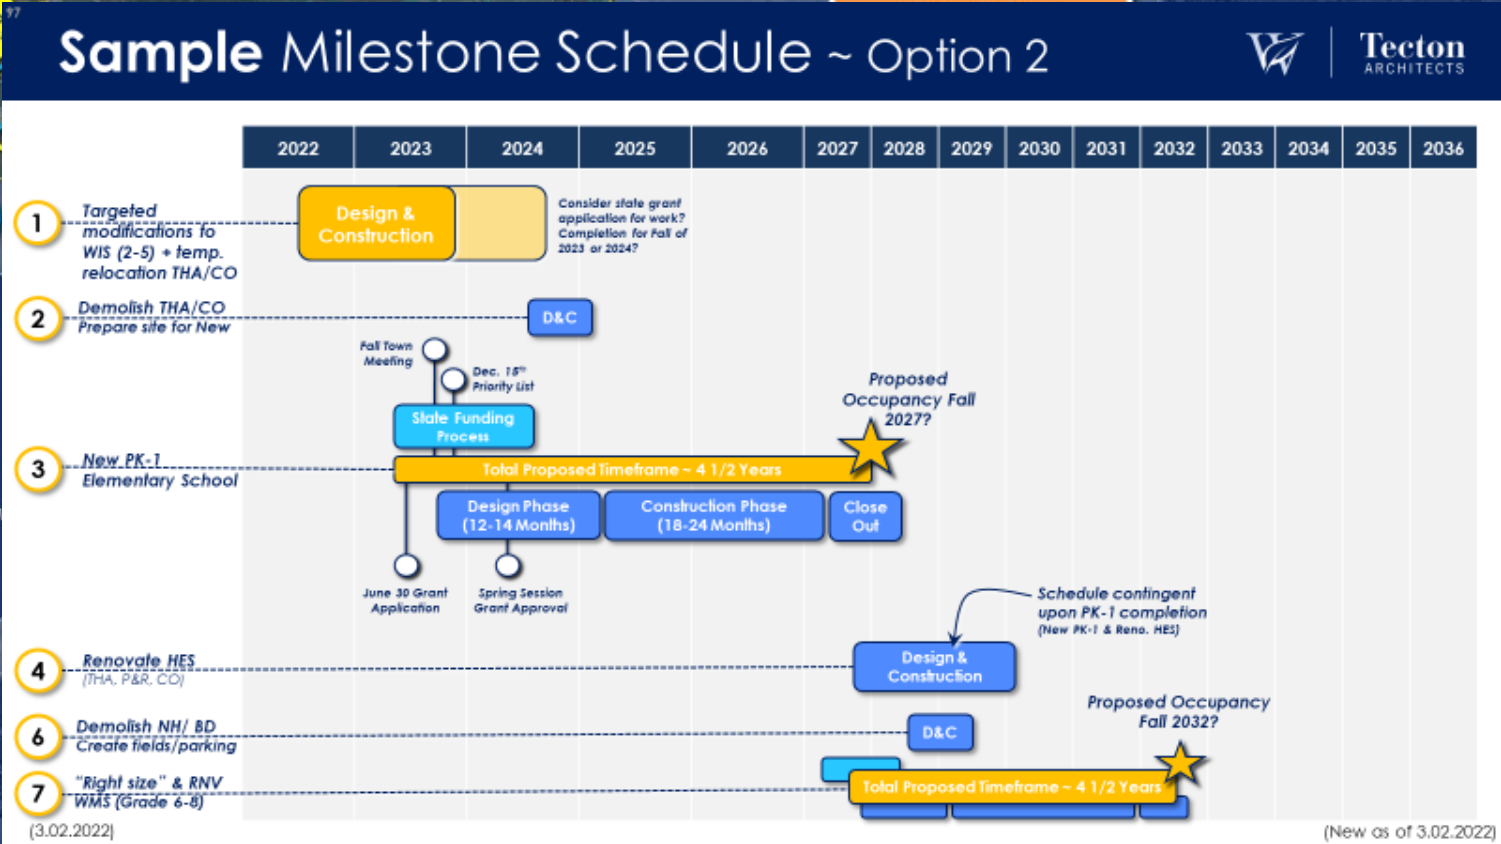 97
Sample Milestone Schedule ~ Option 2
Tecton
ARCHITECTS
2022 2023 2024 2025 2026 2027 2028 2029 2030 2031 2032 2033 2034 2035 2036
1
Targeted
modifications to
WIS (2-5) + temp.
relocation THA/CO
Design &
Construction
Consider state grant
application for work?
Completion for Fall of
2023 or 2024?
2
Demolish THA/CO
Prepare site for New
D&C
Fall Town
Meeting
Dec. 15th
Priority List
State Funding
Process
Proposed
Occupancy Fall
2027?
3
New PK-1
Elementary School
Total Proposed Timeframe ~ 4 1/2 Years
Design Phase
(12-14 Months)
Construction Phase
(18-24 Months)
Close
Out
June 30 Grant
Application
Spring Session
Grant Approval
Schedule contingent
upon PK-1 completion
(New PK-1 & Reno. HES)
4
Renovate HES
(THA, P&R, CO)
Design &
Construction
Proposed Occupancy
Fall 2032?
6
Demolish NH/ BD
Create fields/parking
D&C
7
"Right size" & RNV
WMS (Grade 6-8)
Total Proposed Timeframe ~ 4 1/2 Years
(3.02.2022)
(New as of 3.02.2022)